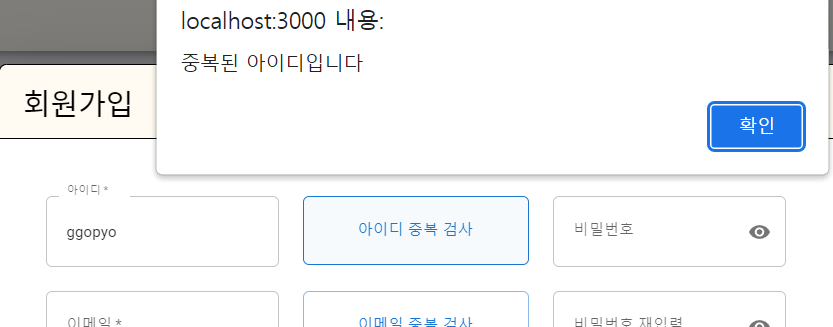 localhost:3000 내용:
중복된 아이디입니다
확인
회원가입
아이디 *
ggopyo
아이디 중복 검사
비밀번호
이메일 *
이메일 중복 검사
비밀번호 재입력